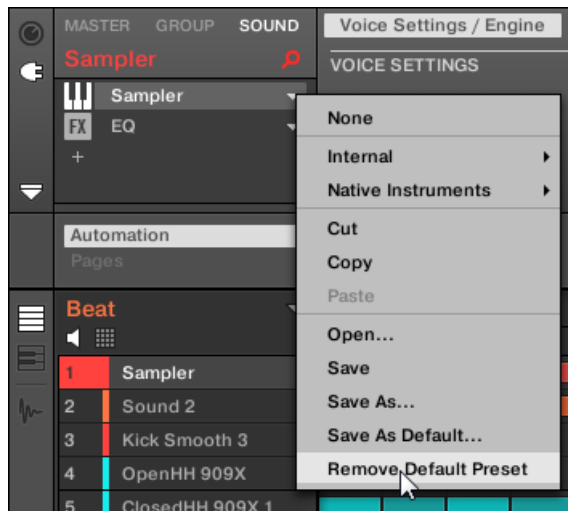 MASTER GROUP SOUND
Sampler
Sampler
FX EQ
+
Automation
Pages
Beat
1 Sampler
2 Sound 2
3 Kick Smooth 3
4 OpenHH 909X
5 ClosedHH 909X 1
Voice Settings / Engine
VOICE SETTINGS
None
Internal
Native Instruments
Cut
Copy
Paste
Open...
Save
Save As...
Save As Default...
Remove Default Preset